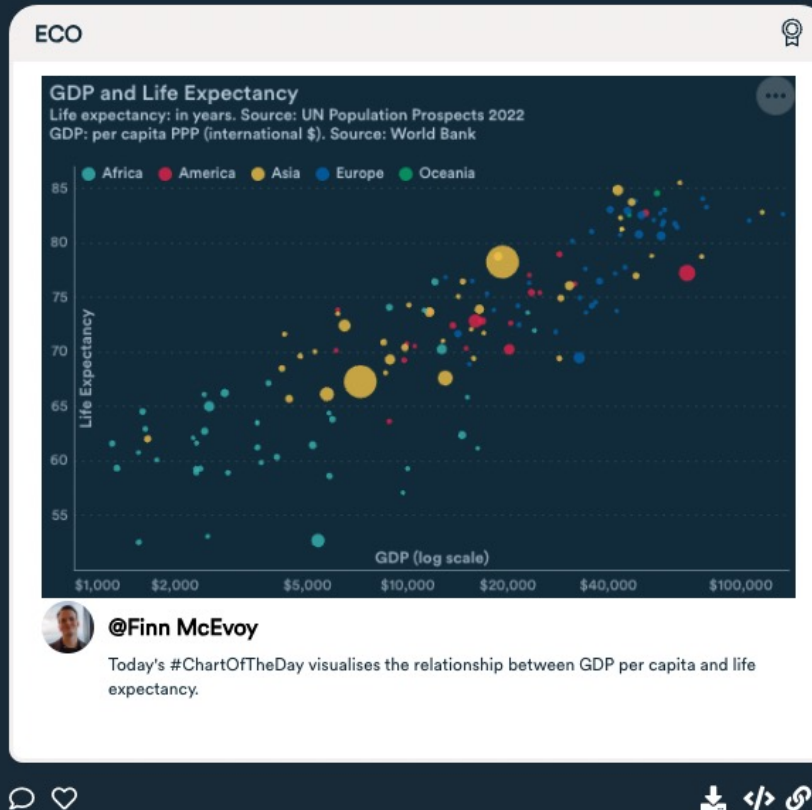 ECO
GDP and Life Expectancy
Life expectancy: in years. Source: UN Population Prospects 2022
GDP: per capita PPP (international $). Source: World Bank
Africa America Asia Europe Oceania
85
80
75
70
65
60
55
Life Expectancy
GDP (log scale)
$1,000 $2,000 $5,000 $10,000 $20,000 $40,000 $100,000
@Finn McEvoy
Today's #ChartOfTheDay visualises the relationship between GDP per capita and life
expectancy.